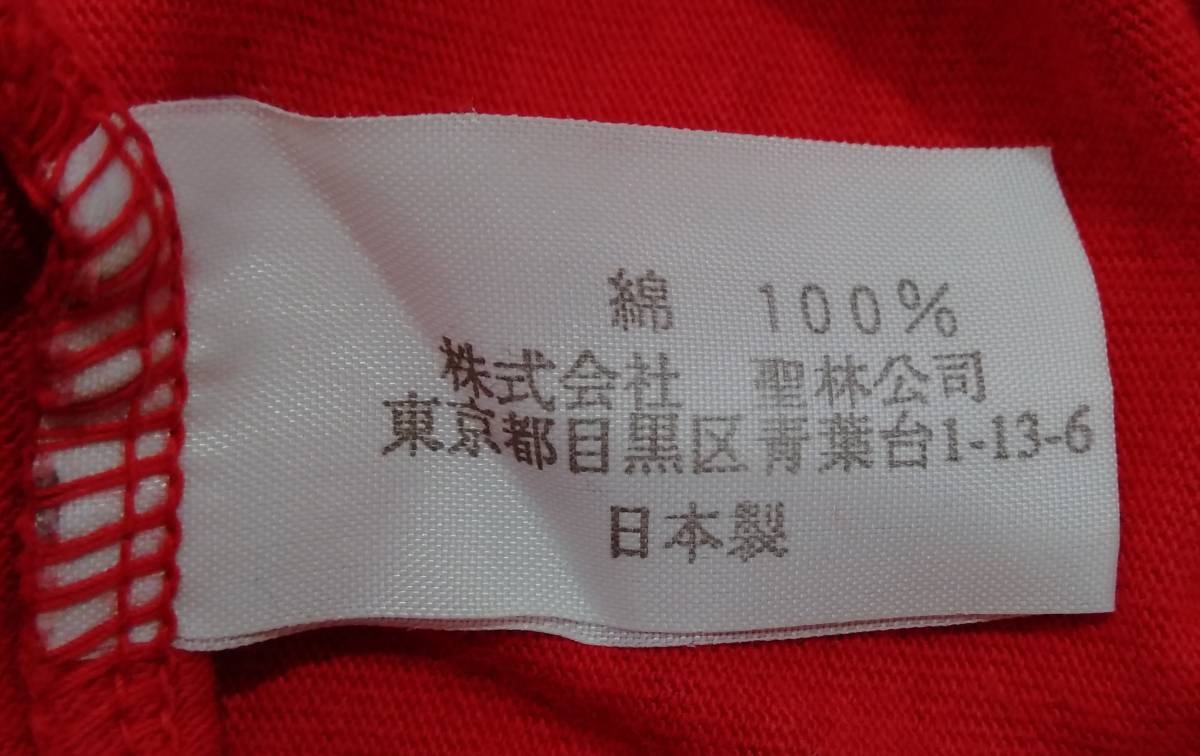 綿　100%
株式会社　聖林公司
東京都目黒区青葉台1-13-6
日本製